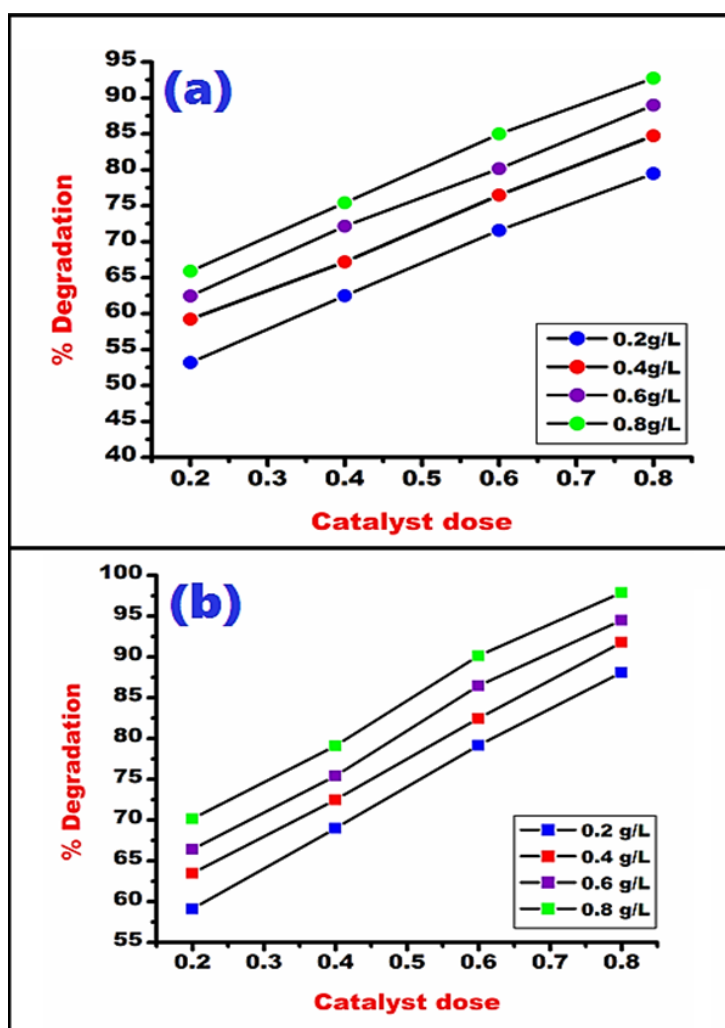 (a)
95
90
85
80
75
70
65
60
55
50
45
40
% Degradation
0.2g/L
0.4g/L
0.6g/L
0.8g/L
0.2 0.3 0.4 0.5 0.6 0.7 0.8
Catalyst dose
(b)
100
95
90
85
80
75
70
65
60
55
% Degradation
0.2 g/L
0.4 g/L
0.6 g/L
0.8 g/L
0.2 0.3 0.4 0.5 0.6 0.7 0.8
Catalyst dose